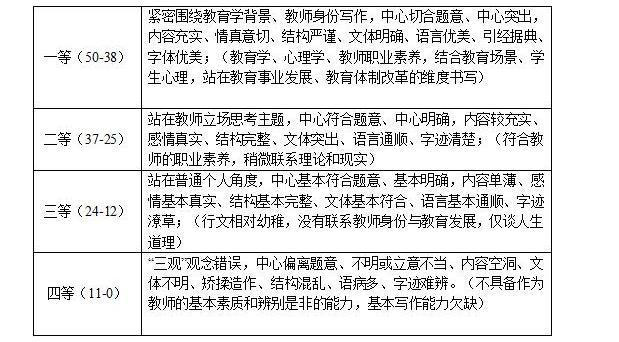 一等（50-38）
紧密围绕教育学背景、教师身份写作，中心切合题意、中心突出，
内容充实、情真意切、结构严谨、文体明确、语言优美、引经据典、
字体优美；（教育学、心理学、教师职业素养，结合教育场景、学
生心理，站在教育事业发展、教育体制改革的维度书写）
二等（37-25）
站在教师立场思考主题，中心符合题意、中心明确，内容较充实、
感情真实、结构完整、文体突出、语言通顺、字迹清楚；（符合教
师的职业素养，稍微联系理论和现实）
三等（24-12）
站在普通个人角度，中心基本符合题意、基本明确，内容单薄、感
情基本真实、结构基本完整、文体基本符合、语言基本通顺、字迹
潦草；（行文相对幼稚，没有联系教师身份与教育发展，仅谈人生
道理）
四等（11-0）
“三观”观念错误，中心偏离题意、不明或立意不当、内容空洞、文
体不明、矫揉造作、结构混乱、语病多、字迹难辨。（不具备作为
教师的基本素质和辨别是非的能力，基本写作能力欠缺）